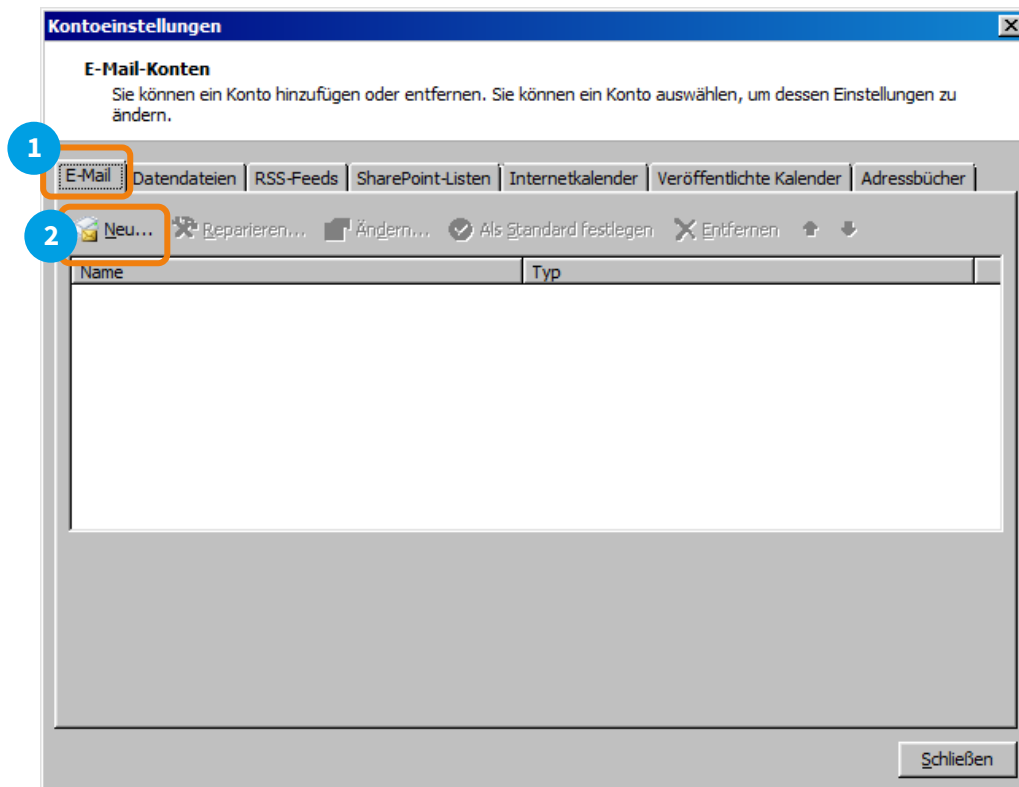 Kontoeinstellungen
E-Mail-Konten
Sie können ein Konto hinzufügen oder entfernen. Sie können ein Konto auswählen, um dessen Einstellungen zu
ändern.
1
E-Mail Datendateien RSS-Feeds SharePoint-Listen Internetkalender Veröffentlichte Kalender Adressbücher
2 Neu... Reparieren... Ändern... Als Standard festlegen Entfernen
Name Typ
Schließen